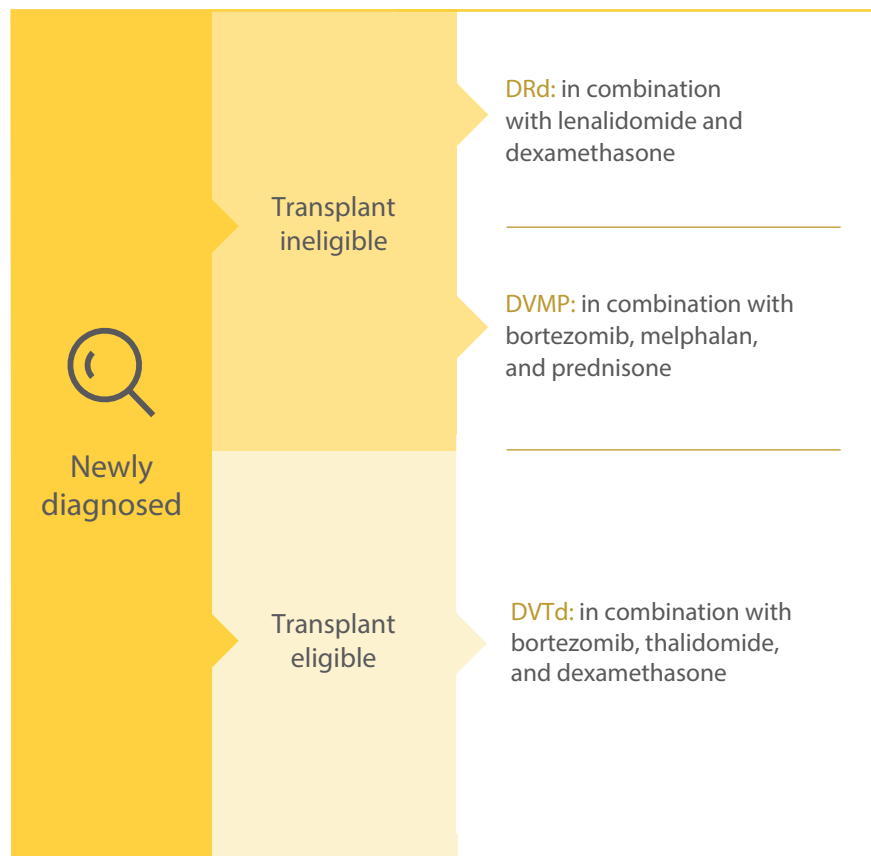 Newly
diagnosed
Transplant
ineligible
DRd: in combination
with lenalidomide and
dexamethasone
DVMP: in combination with
bortezomib, melphalan,
and prednisone
Transplant
eligible
DVTd: in combination with
bortezomib, thalidomide,
and dexamethasone